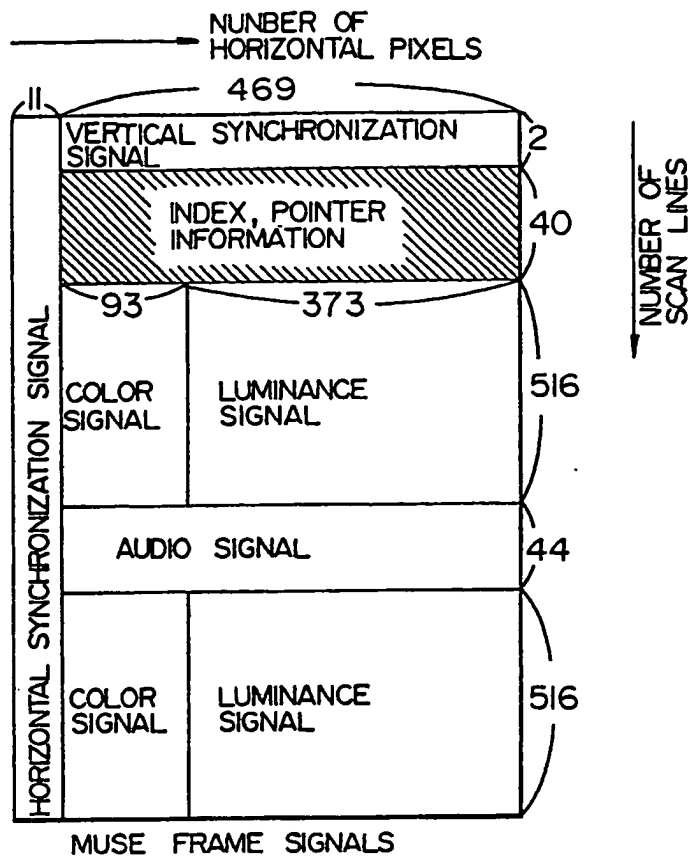 NUNBER OF
HORIZONTAL PIXELS
11
469
VERTICAL SYNCHRONIZATION
SIGNAL
2
INDEX, POINTER
INFORMATION
40
NUMBER OF
SCAN LINES
93
373
HORIZONTAL SYNCHRONIZATION SIGNAL
COLOR
SIGNAL
LUMINANCE
SIGNAL
516
AUDIO SIGNAL
44
COLOR
SIGNAL
LUMINANCE
SIGNAL
516
MUSE FRAME SIGNALS